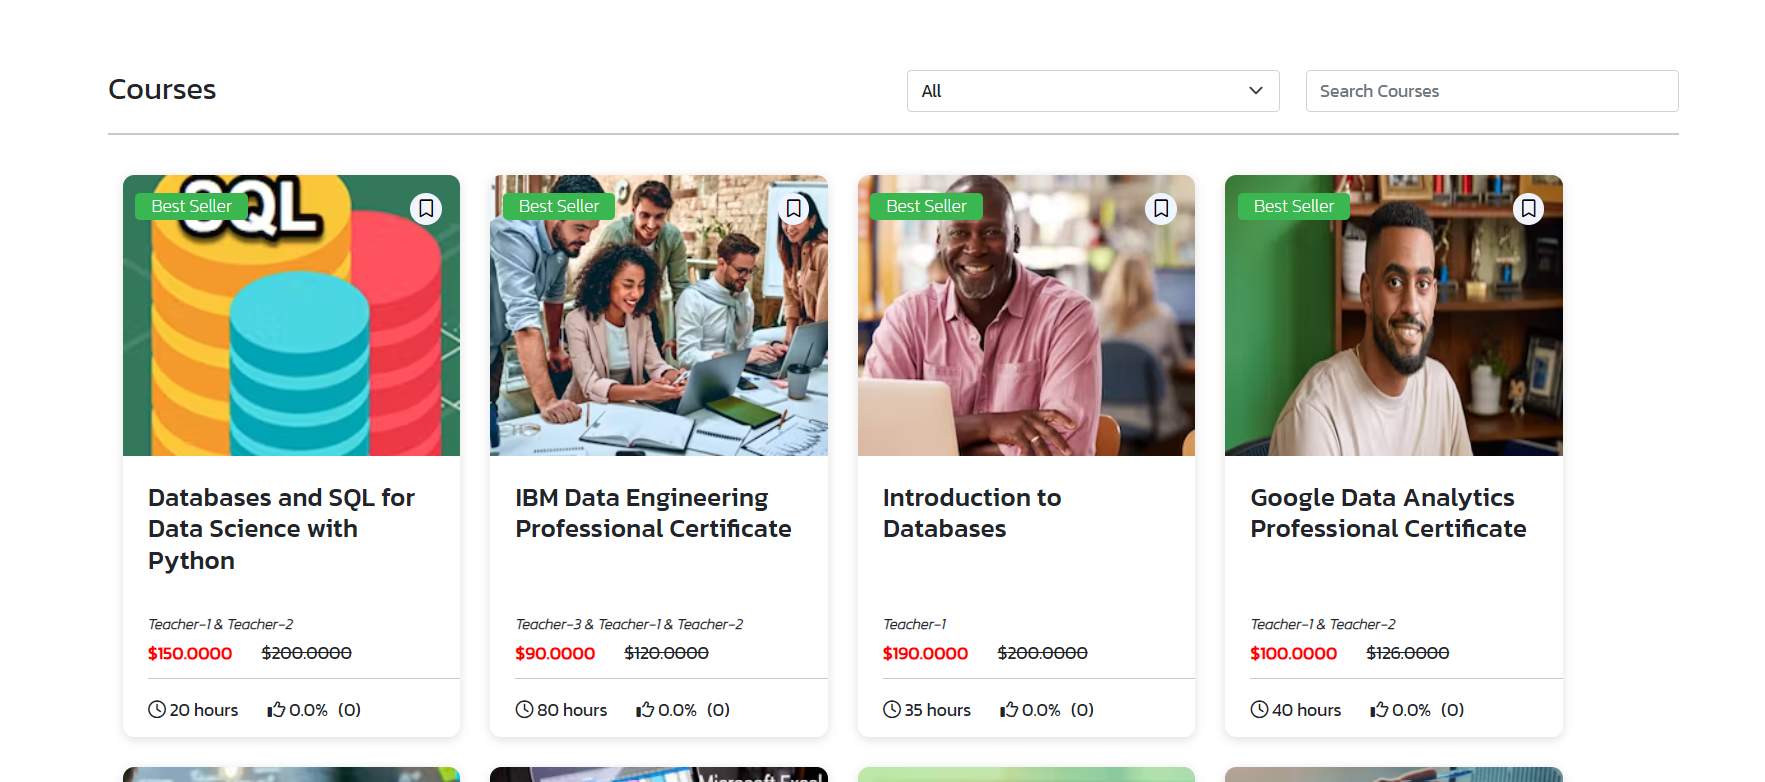 Courses
All
Search Courses
Best Seller
SQL
Best Seller
Best Seller
Best Seller
Databases and SQL for
Data Science with
Python
Teacher-1 & Teacher-2
$150.0000 $200.0000
20 hours 0.0% (0)
IBM Data Engineering
Professional Certificate
Teacher-3 & Teacher-1 & Teacher-2
$90.0000 $120.0000
80 hours 0.0% (0)
Introduction to
Databases
Teacher-1
$190.0000 $200.0000
35 hours 0.0% (0)
Google Data Analytics
Professional Certificate
Teacher-1 & Teacher-2
$100.0000 $126.0000
40 hours 0.0% (0)
Microsoft Excel